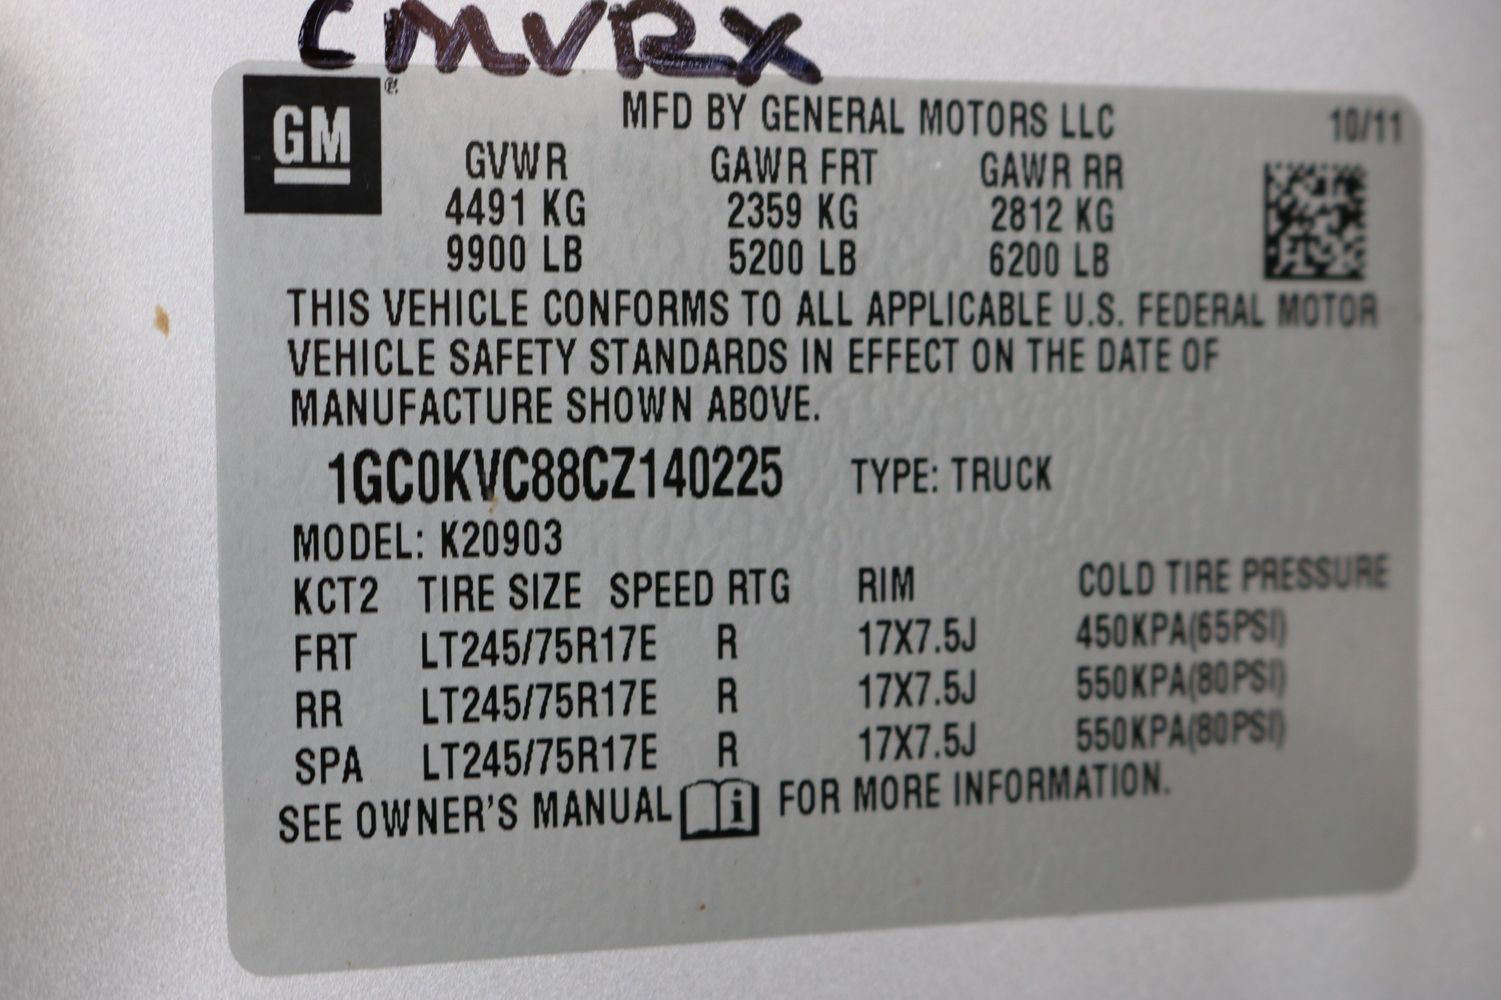 CMVRX
GM
MFD BY GENERAL MOTORS LLC 10/11
GVWR GAWR FRT GAWR RR
4491 KG 2359 KG 2812 KG
9900 LB 5200 LB 6200 LB
THIS VEHICLE CONFORMS TO ALL APPLICABLE U.S. FEDERAL MOTOR
VEHICLE SAFETY STANDARDS IN EFFECT ON THE DATE OF
MANUFACTURE SHOWN ABOVE.
1GC0KVC88CZ140225 TYPE: TRUCK
MODEL: K20903
KCT2 TIRE SIZE SPEED RTG RIM COLD TIRE PRESSURE
FRT LT245/75R17E R 17X7.5J 450KPA(65PSI)
RR LT245/75R17E R 17X7.5J 550KPA(80PSI)
SPA LT245/75R17E R 17X7.5J 550KPA(80PSI)
SEE OWNER'S MANUAL i FOR MORE INFORMATION.